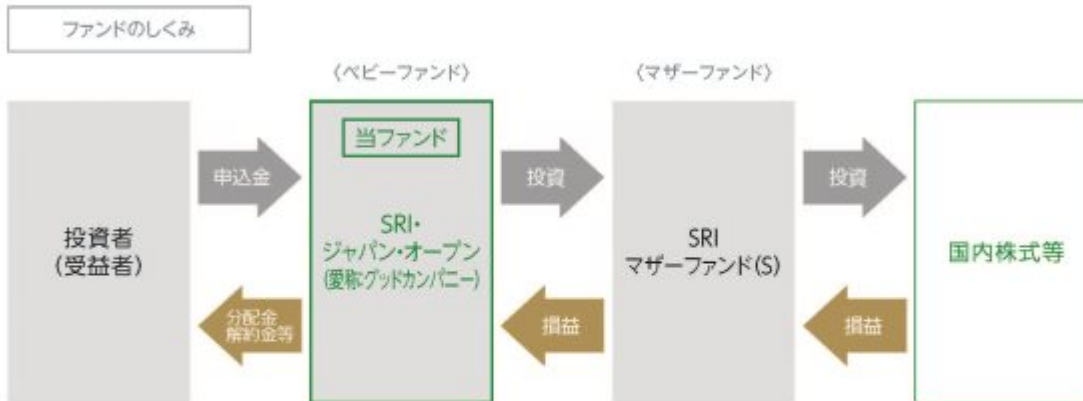 ファンドのしくみ
〈ベビーファンド〉
〈マザーファンド〉
投資者
(受益者)
申込金
分配金
解約金等
当ファンド
SRI・
ジャパン・オープン
(愛称:グッドカンパニー)
投資
損益
SRI
マザーファンド(S)
投資
損益
国内株式等